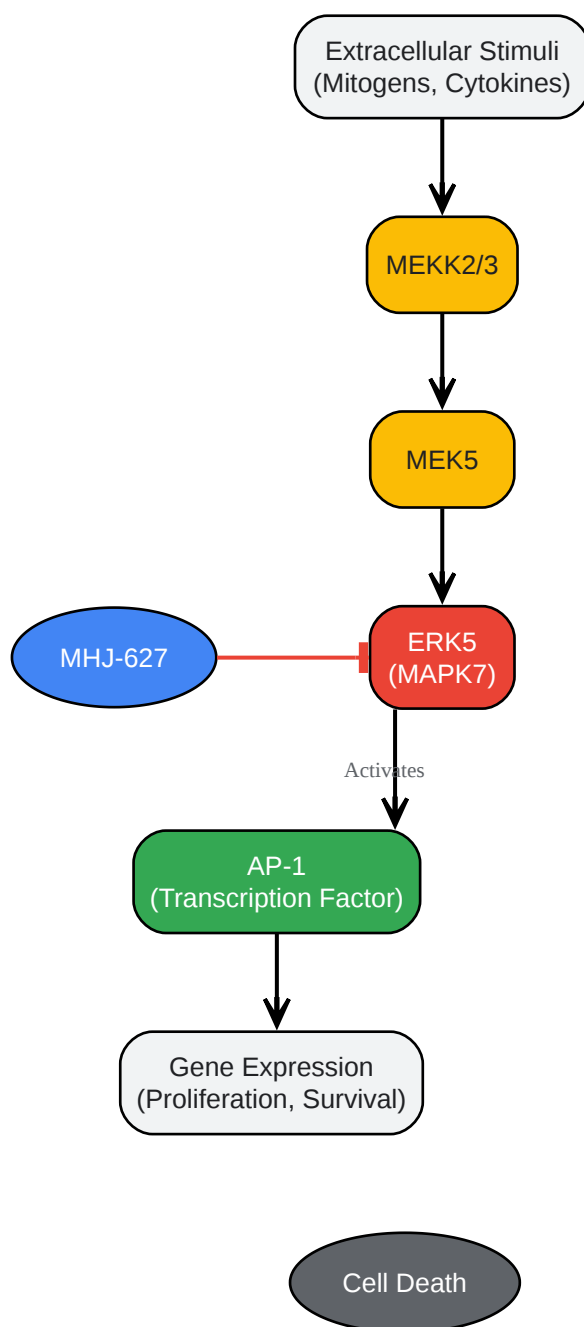 Extracellular Stimuli
(Mitogens, Cytokines)
MEKK2/3
MEK5
MHJ-627
ERK5
(MAPK7)
Activates
AP-1
(Transcription Factor)
Gene Expression
(Proliferation, Survival)
Cell Death